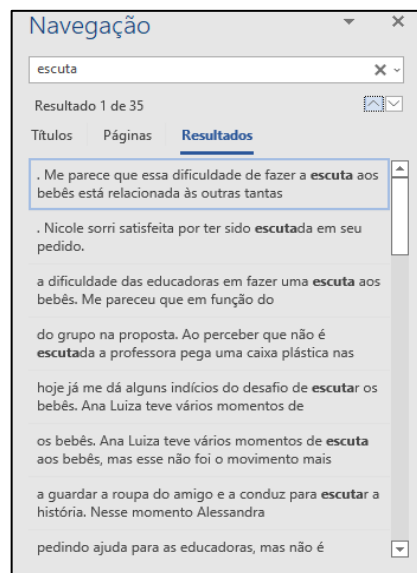 Navegação
escuta
Resultado 1 de 35
Títulos Páginas Resultados
. Me parece que essa dificuldade de fazer a escuta aos
bebês está relacionada às outras tantas
. Nicole sorri satisfeita por ter sido escutada em seu
pedido.
a dificuldade das educadoras em fazer uma escuta aos
bebês. Me pareceu que em função do
do grupo na proposta. Ao perceber que não é
escutada a professora pega uma caixa plástica nas
hoje já me dá alguns indícios do desafio de escutar os
bebês. Ana Luiza teve vários momentos de
os bebês. Ana Luiza teve vários momentos de escuta
aos bebês, mas esse não foi o movimento mais
a guardar a roupa do amigo e a conduz para escutar a
história. Nesse momento Alessandra
pedindo ajuda para as educadoras, mas não é